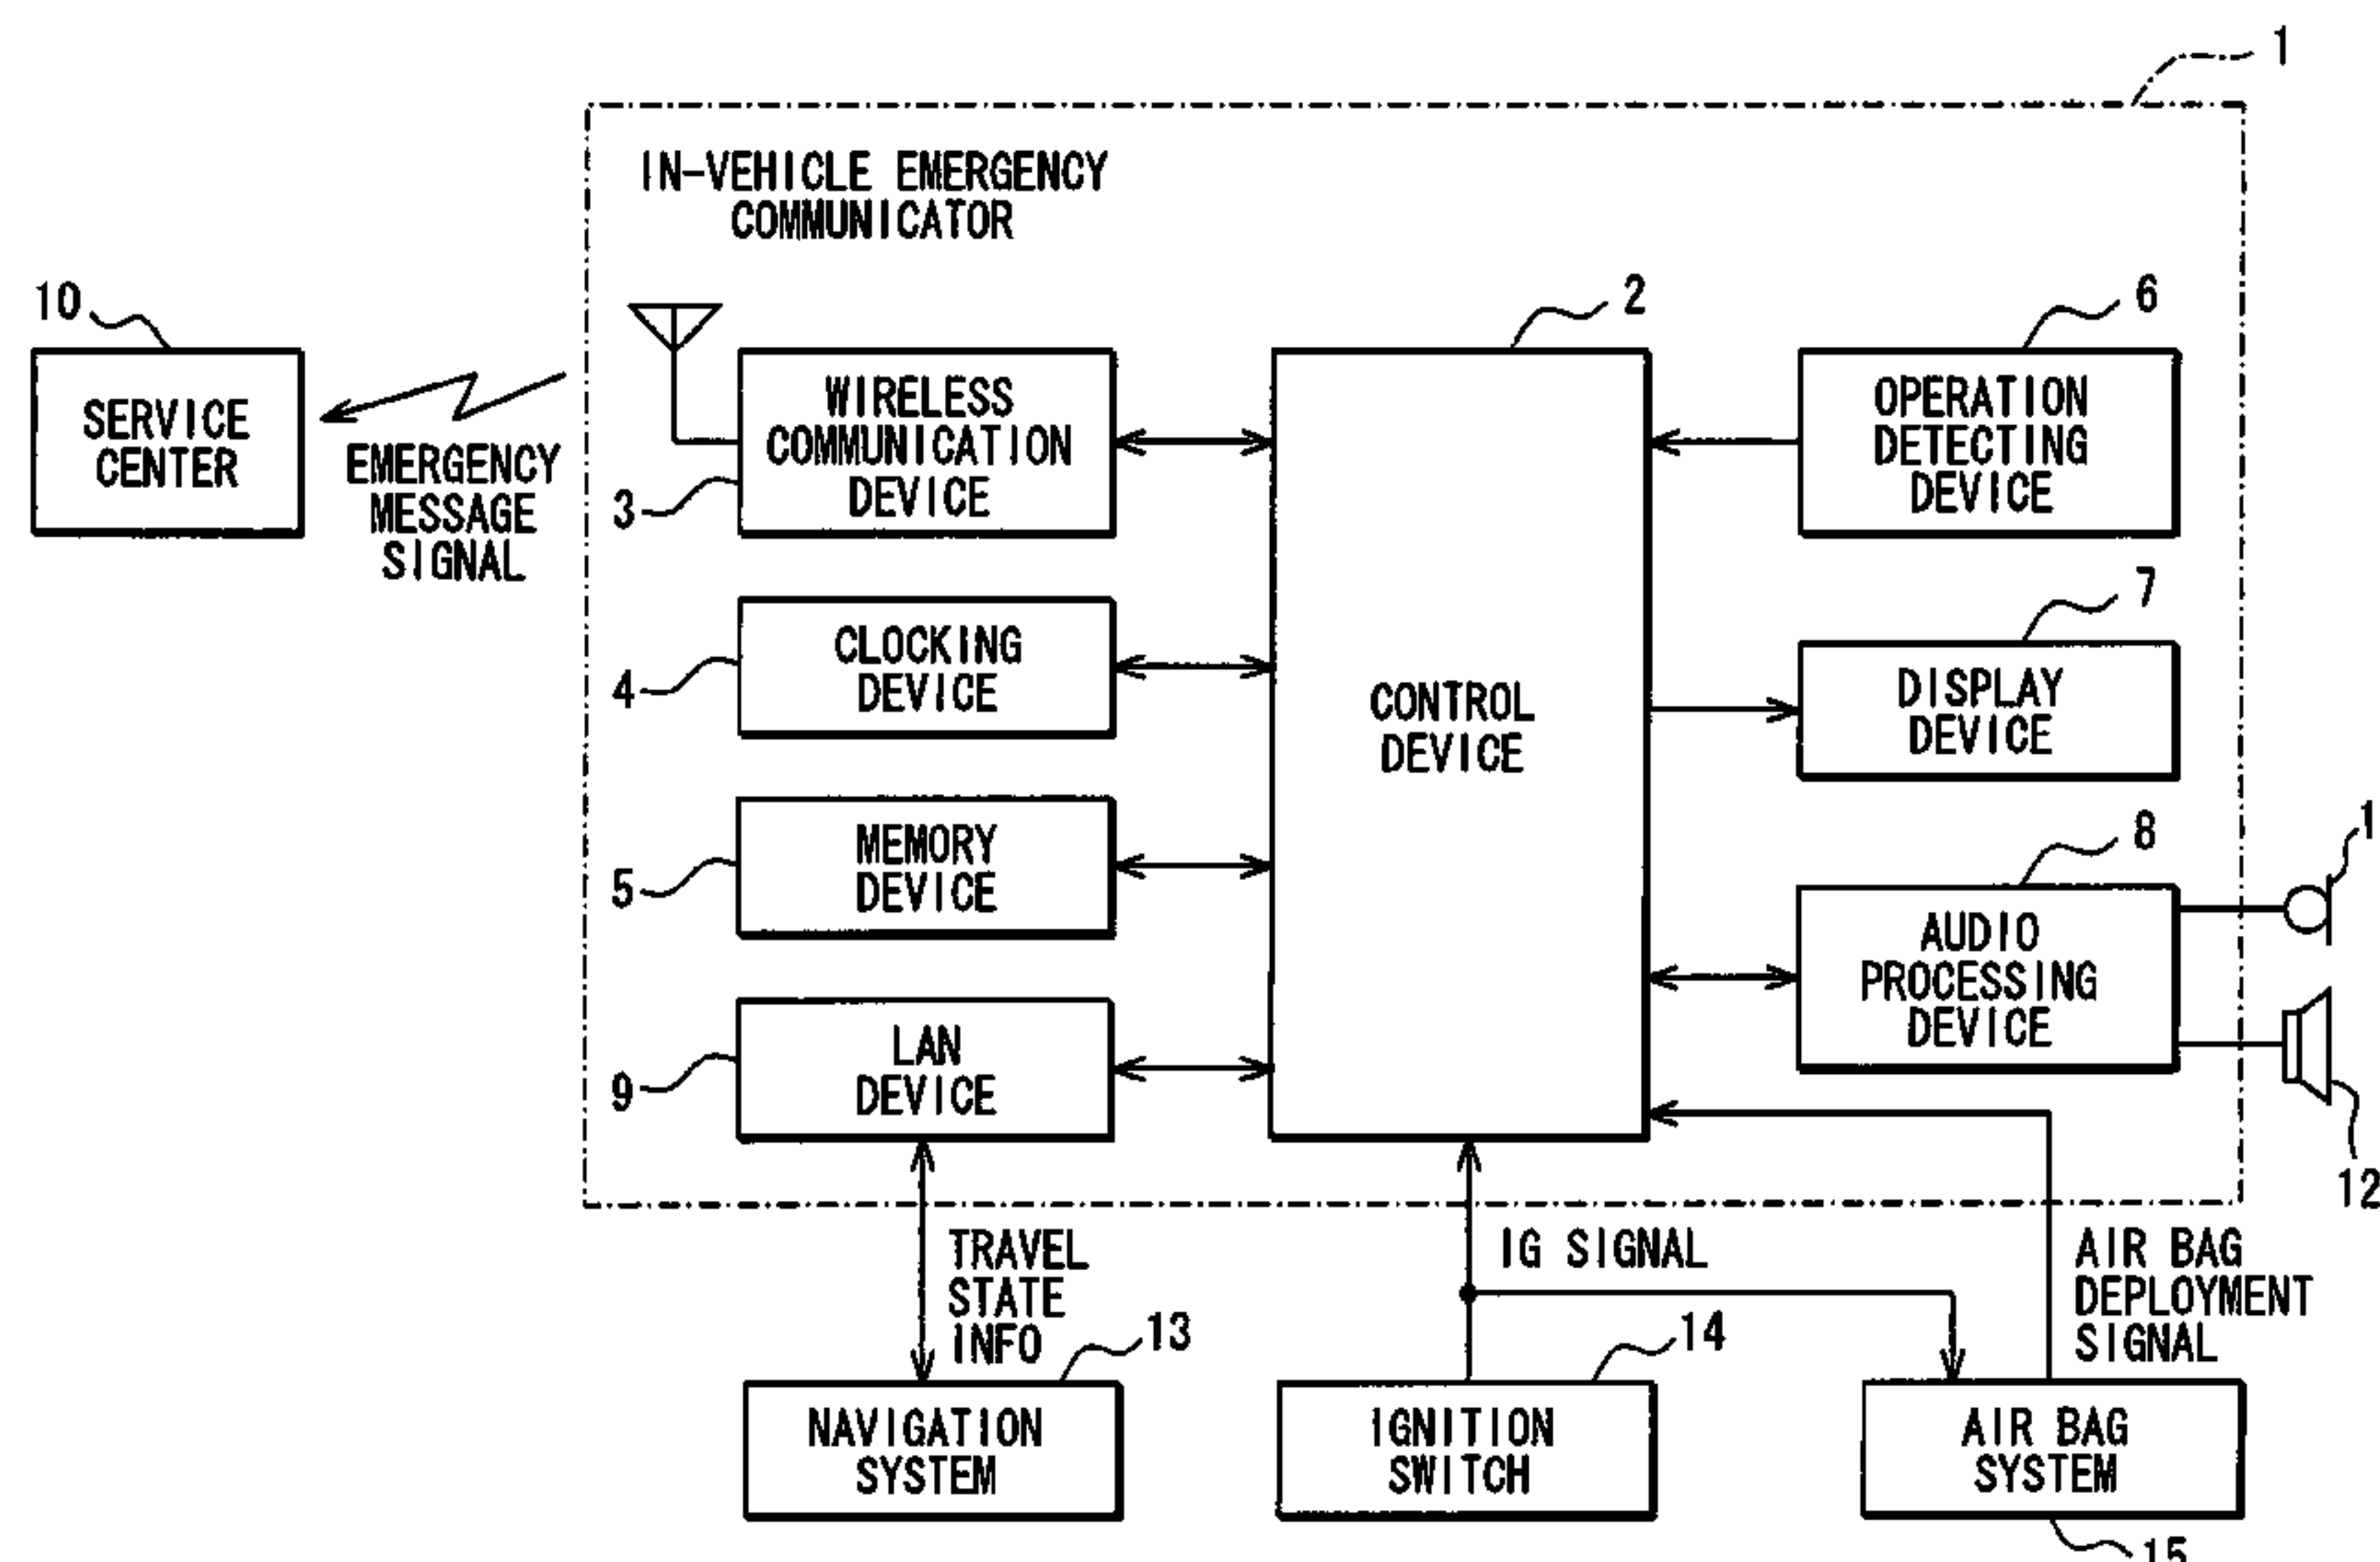 1
IN-VEHICLE EMERGENCY
COMMUNICATOR
10
2
6
SERVICE
CENTER
EMERGENCY
MESSAGE
SIGNAL
WIRELESS
COMMUNICATION
DEVICE
3
OPERATION
DETECTING
DEVICE
CLOCKING
DEVICE
4
CONTROL
DEVICE
7
DISPLAY
DEVICE
MEMORY
DEVICE
5
8
AUDIO
PROCESSING
DEVICE
1
LAN
DEVICE
9
12
TRAVEL
STATE
INFO
IG SIGNAL
AIR BAG
DEPLOYMENT
SIGNAL
13
14
NAVIGATION
SYSTEM
IGNITION
SWITCH
AIR BAG
SYSTEM
15